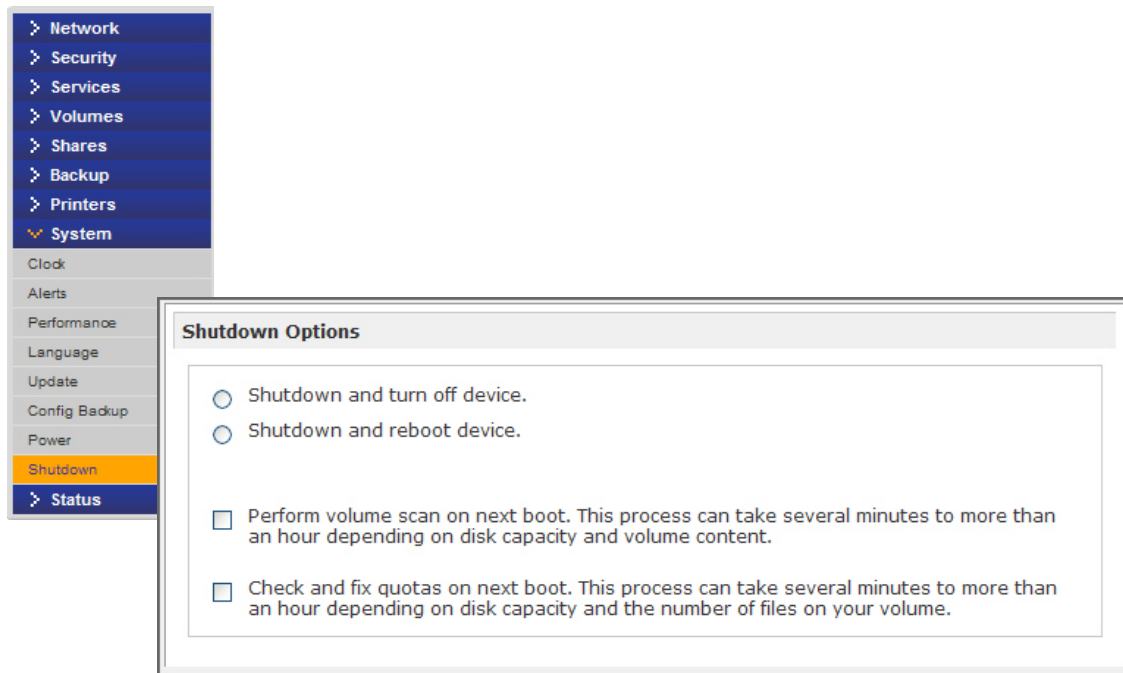 Network
Security
Services
Volumes
Shares
Backup
Printers
System
Clock
Alerts
Performance
Language
Update
Config Backup
Power
Shutdown
Status
Shutdown Options
Shutdown and turn off device.
Shutdown and reboot device.
Perform volume scan on next boot. This process can take several minutes to more than
an hour depending on disk capacity and volume content.
Check and fix quotas on next boot. This process can take several minutes to more than
an hour depending on disk capacity and the number of files on your volume.